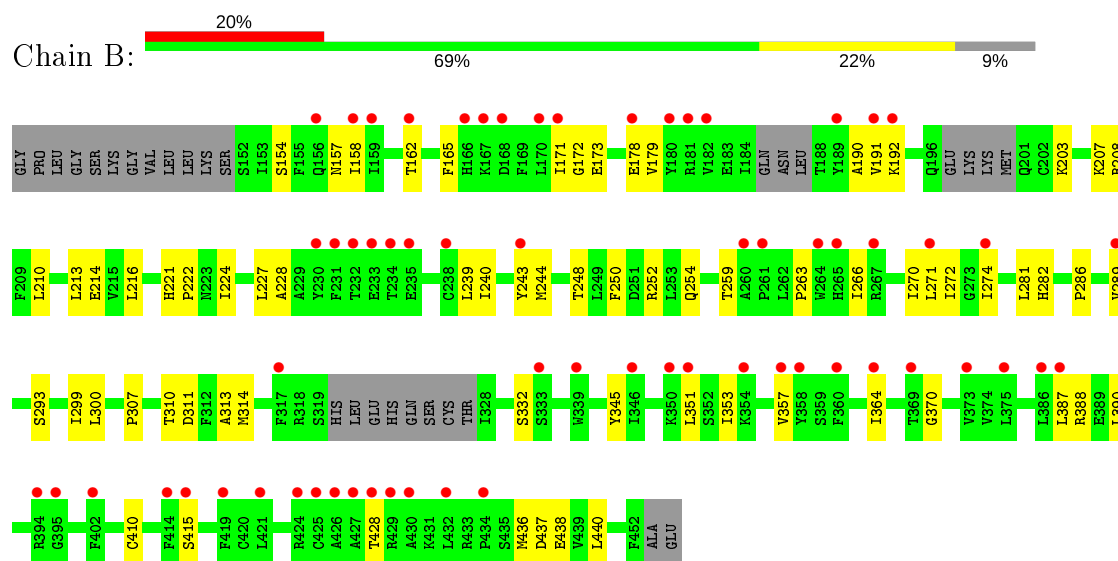 20%
Chain B:
69% 22% 9%
GLY PRO LEU GLY SER LYS GLY VAL LEU LEU LYS SER S152 I153 S154 F155 Q156 N157 I158 I159 T162 F165 H166 K167 D168 F169 L170 I171 G172 E173 E178 V179 Y180 R181 V182 E183 I184 GLN ASN LEU T188 Y189 A190 V191 K192 Q196 GLU LYS LYS MET Q201 C202 K203 K207 R208
F209 L210 L213 E214 V215 L216 H221 P222 N223 I224 L227 A228 A229 Y230 F231 T232 E233 T234 E235 C238 L239 I240 Y243 M244 T248 L249 F250 D251 R252 L253 Q254 T259 A260 P261 L262 P263 W264 H265 I266 R267 I270 L271 I272 G273 I274 L281 H282 P286 V289
S293 I299 L300 P307 T310 D311 F312 A313 M314 F317 R318 S319 HIS LEU GLU HIS GLN SER CYS THR I328 S332 S333 W339 Y345 I346 K350 L351 S352 I353 K354 V357 Y358 S359 F360 I364 T369 G370 V373 V374 L375 L386 L387 R388 E389 L390
R394 G395 F402 C410 F414 S415 F419 C420 L421 R424 C425 A426 A427 T428 R429 A430 K431 L432 R433 P434 S435 M436 D437 E438 V439 L440 F452 ALA GLU